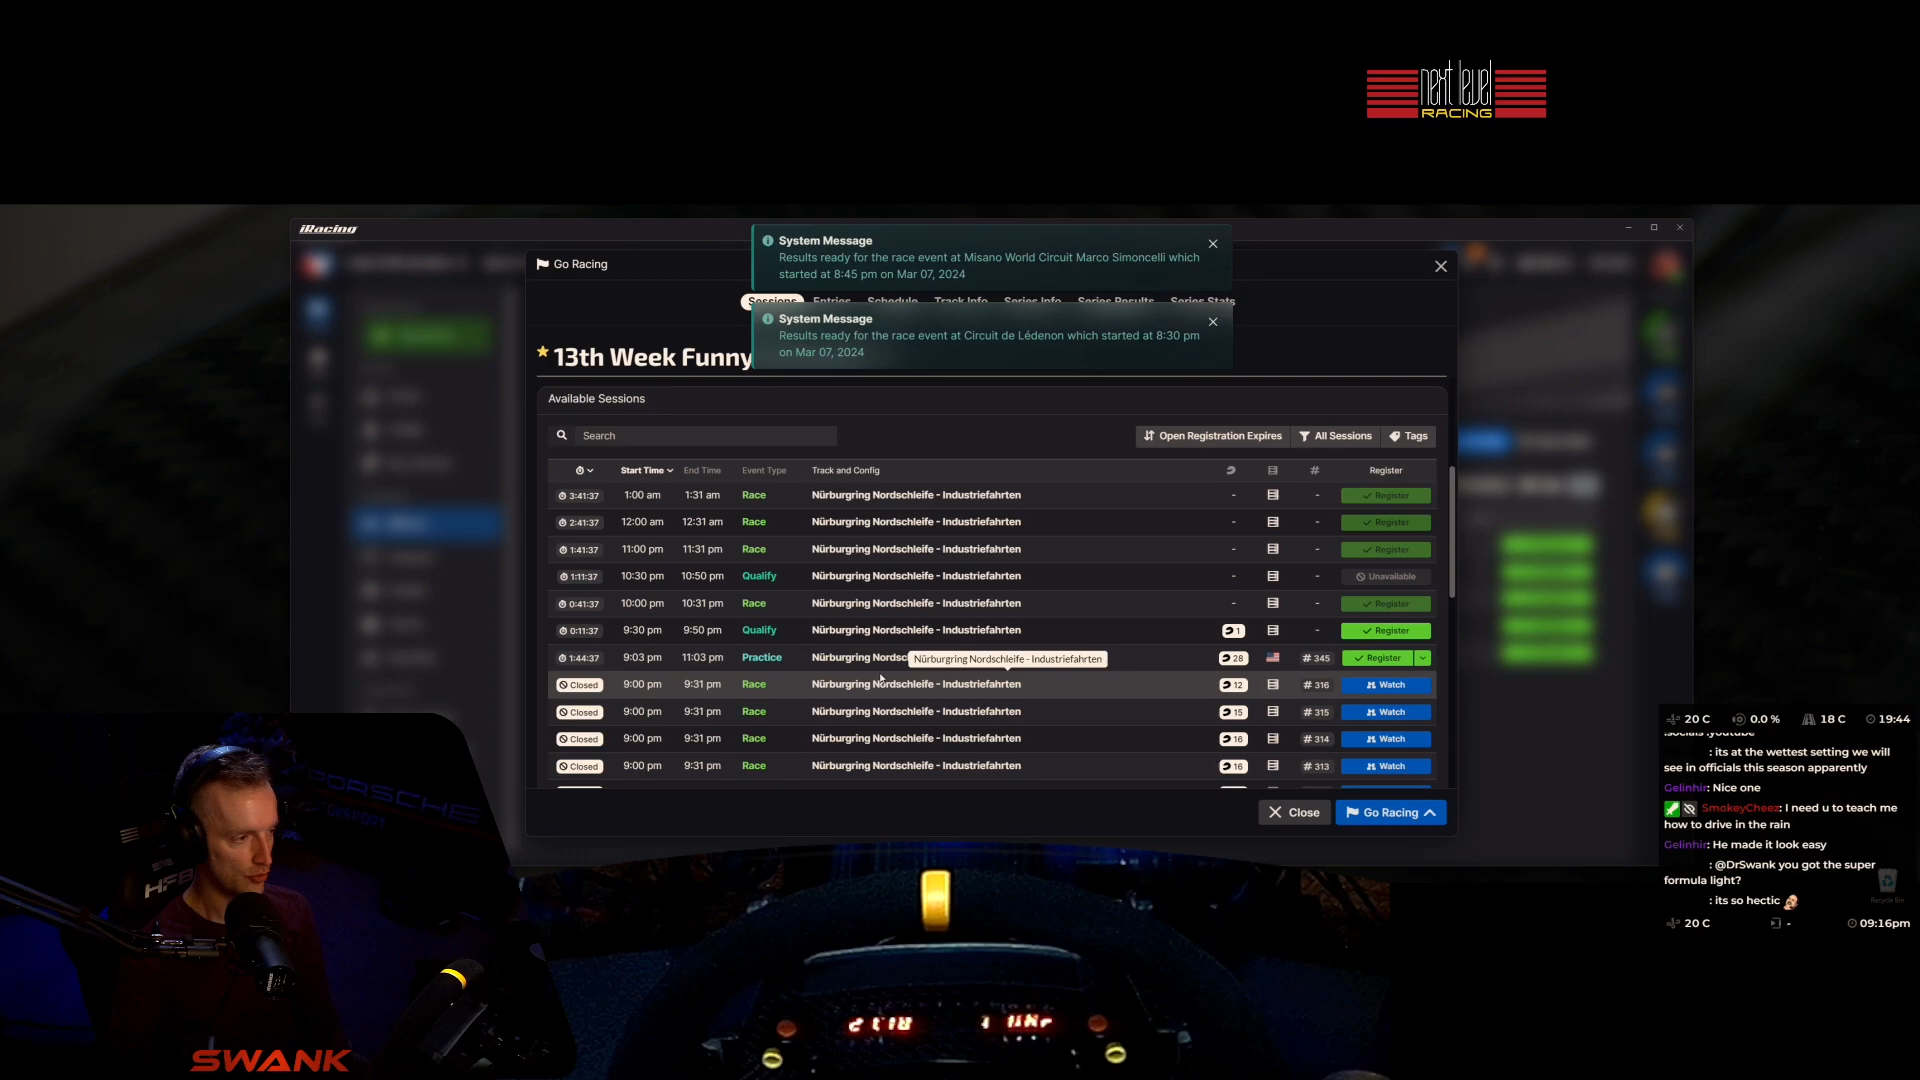 next level
RACING
iRacing
Go Racing
System Message
Results ready for the race event at Misano World Circuit Marco Simoncelli which
started at 8:45 pm on Mar 07, 2024
Sessions Entries Schedule Track Info Series Info Series Results Series Stats
System Message
Results ready for the race event at Circuit de Lédenon which started at 8:30 pm
on Mar 07, 2024
13th Week Funny
Available Sessions
Search
Open Registration Expires All Sessions Tags
Start Time End Time Event Type Track and Config # Register
3:41:37 1:00 am 1:31 am Race Nürburgring Nordschleife - Industriefahrten - - Register
2:41:37 12:00 am 12:31 am Race Nürburgring Nordschleife - Industriefahrten - - Register
1:41:37 11:00 pm 11:31 pm Race Nürburgring Nordschleife - Industriefahrten - - Register
1:11:37 10:30 pm 10:50 pm Qualify Nürburgring Nordschleife - Industriefahrten - - Unavailable
0:41:37 10:00 pm 10:31 pm Race Nürburgring Nordschleife - Industriefahrten - - Register
0:11:37 9:30 pm 9:50 pm Qualify Nürburgring Nordschleife - Industriefahrten 1 - Register
1:44:37 9:03 pm 11:03 pm Practice Nürburgring Nordsc Nürburgring Nordschleife - Industriefahrten 28 # 345 Register
Closed 9:00 pm 9:31 pm Race Nürburgring Nordschleife - Industriefahrten 12 # 316 Watch
Closed 9:00 pm 9:31 pm Race Nürburgring Nordschleife - Industriefahrten 15 # 315 Watch
Closed 9:00 pm 9:31 pm Race Nürburgring Nordschleife - Industriefahrten 16 # 314 Watch
Closed 9:00 pm 9:31 pm Race Nürburgring Nordschleife - Industriefahrten 16 # 313 Watch
Close Go Racing
20 C 0.0 % 18 C 19:44
!socials !youtube
: its at the wettest setting we will
see in officials this season apparently
Gelinhir: Nice one
SmokeyCheez: I need u to teach me
how to drive in the rain
Gelinhir: He made it look easy
: @DrSwank you got the super
formula light?
: its so hectic
Recycle Bin
20 C - 09:16pm
PORSCHE
HFB
SWANK